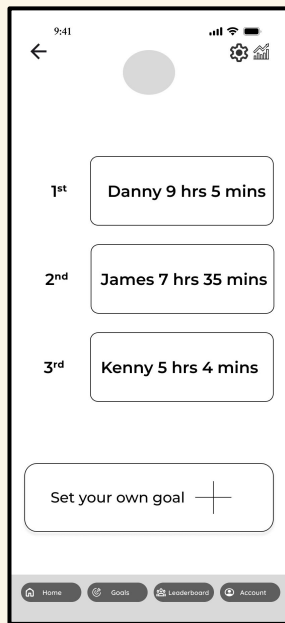 9:41
1st
Danny 9 hrs 5 mins
2nd
James 7 hrs 35 mins
3rd
Kenny 5 hrs 4 mins
Set your own goal
Home Goals Leaderboard Account